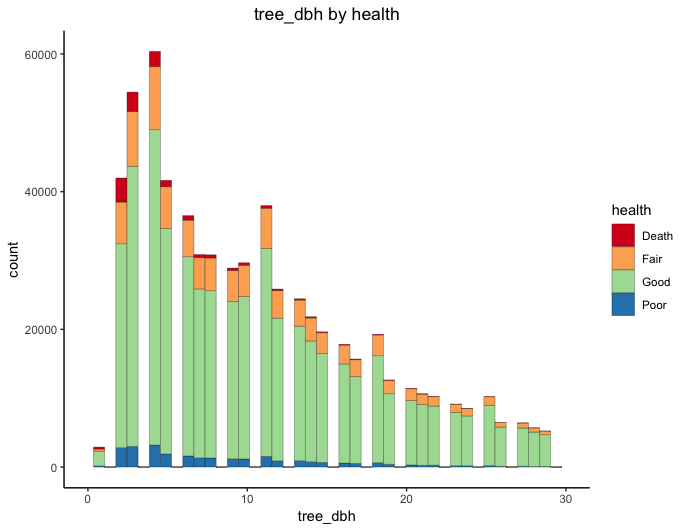 tree_dbh by health
60000
40000
20000
0
count
0 10 20 30
tree_dbh
health
Death
Fair
Good
Poor